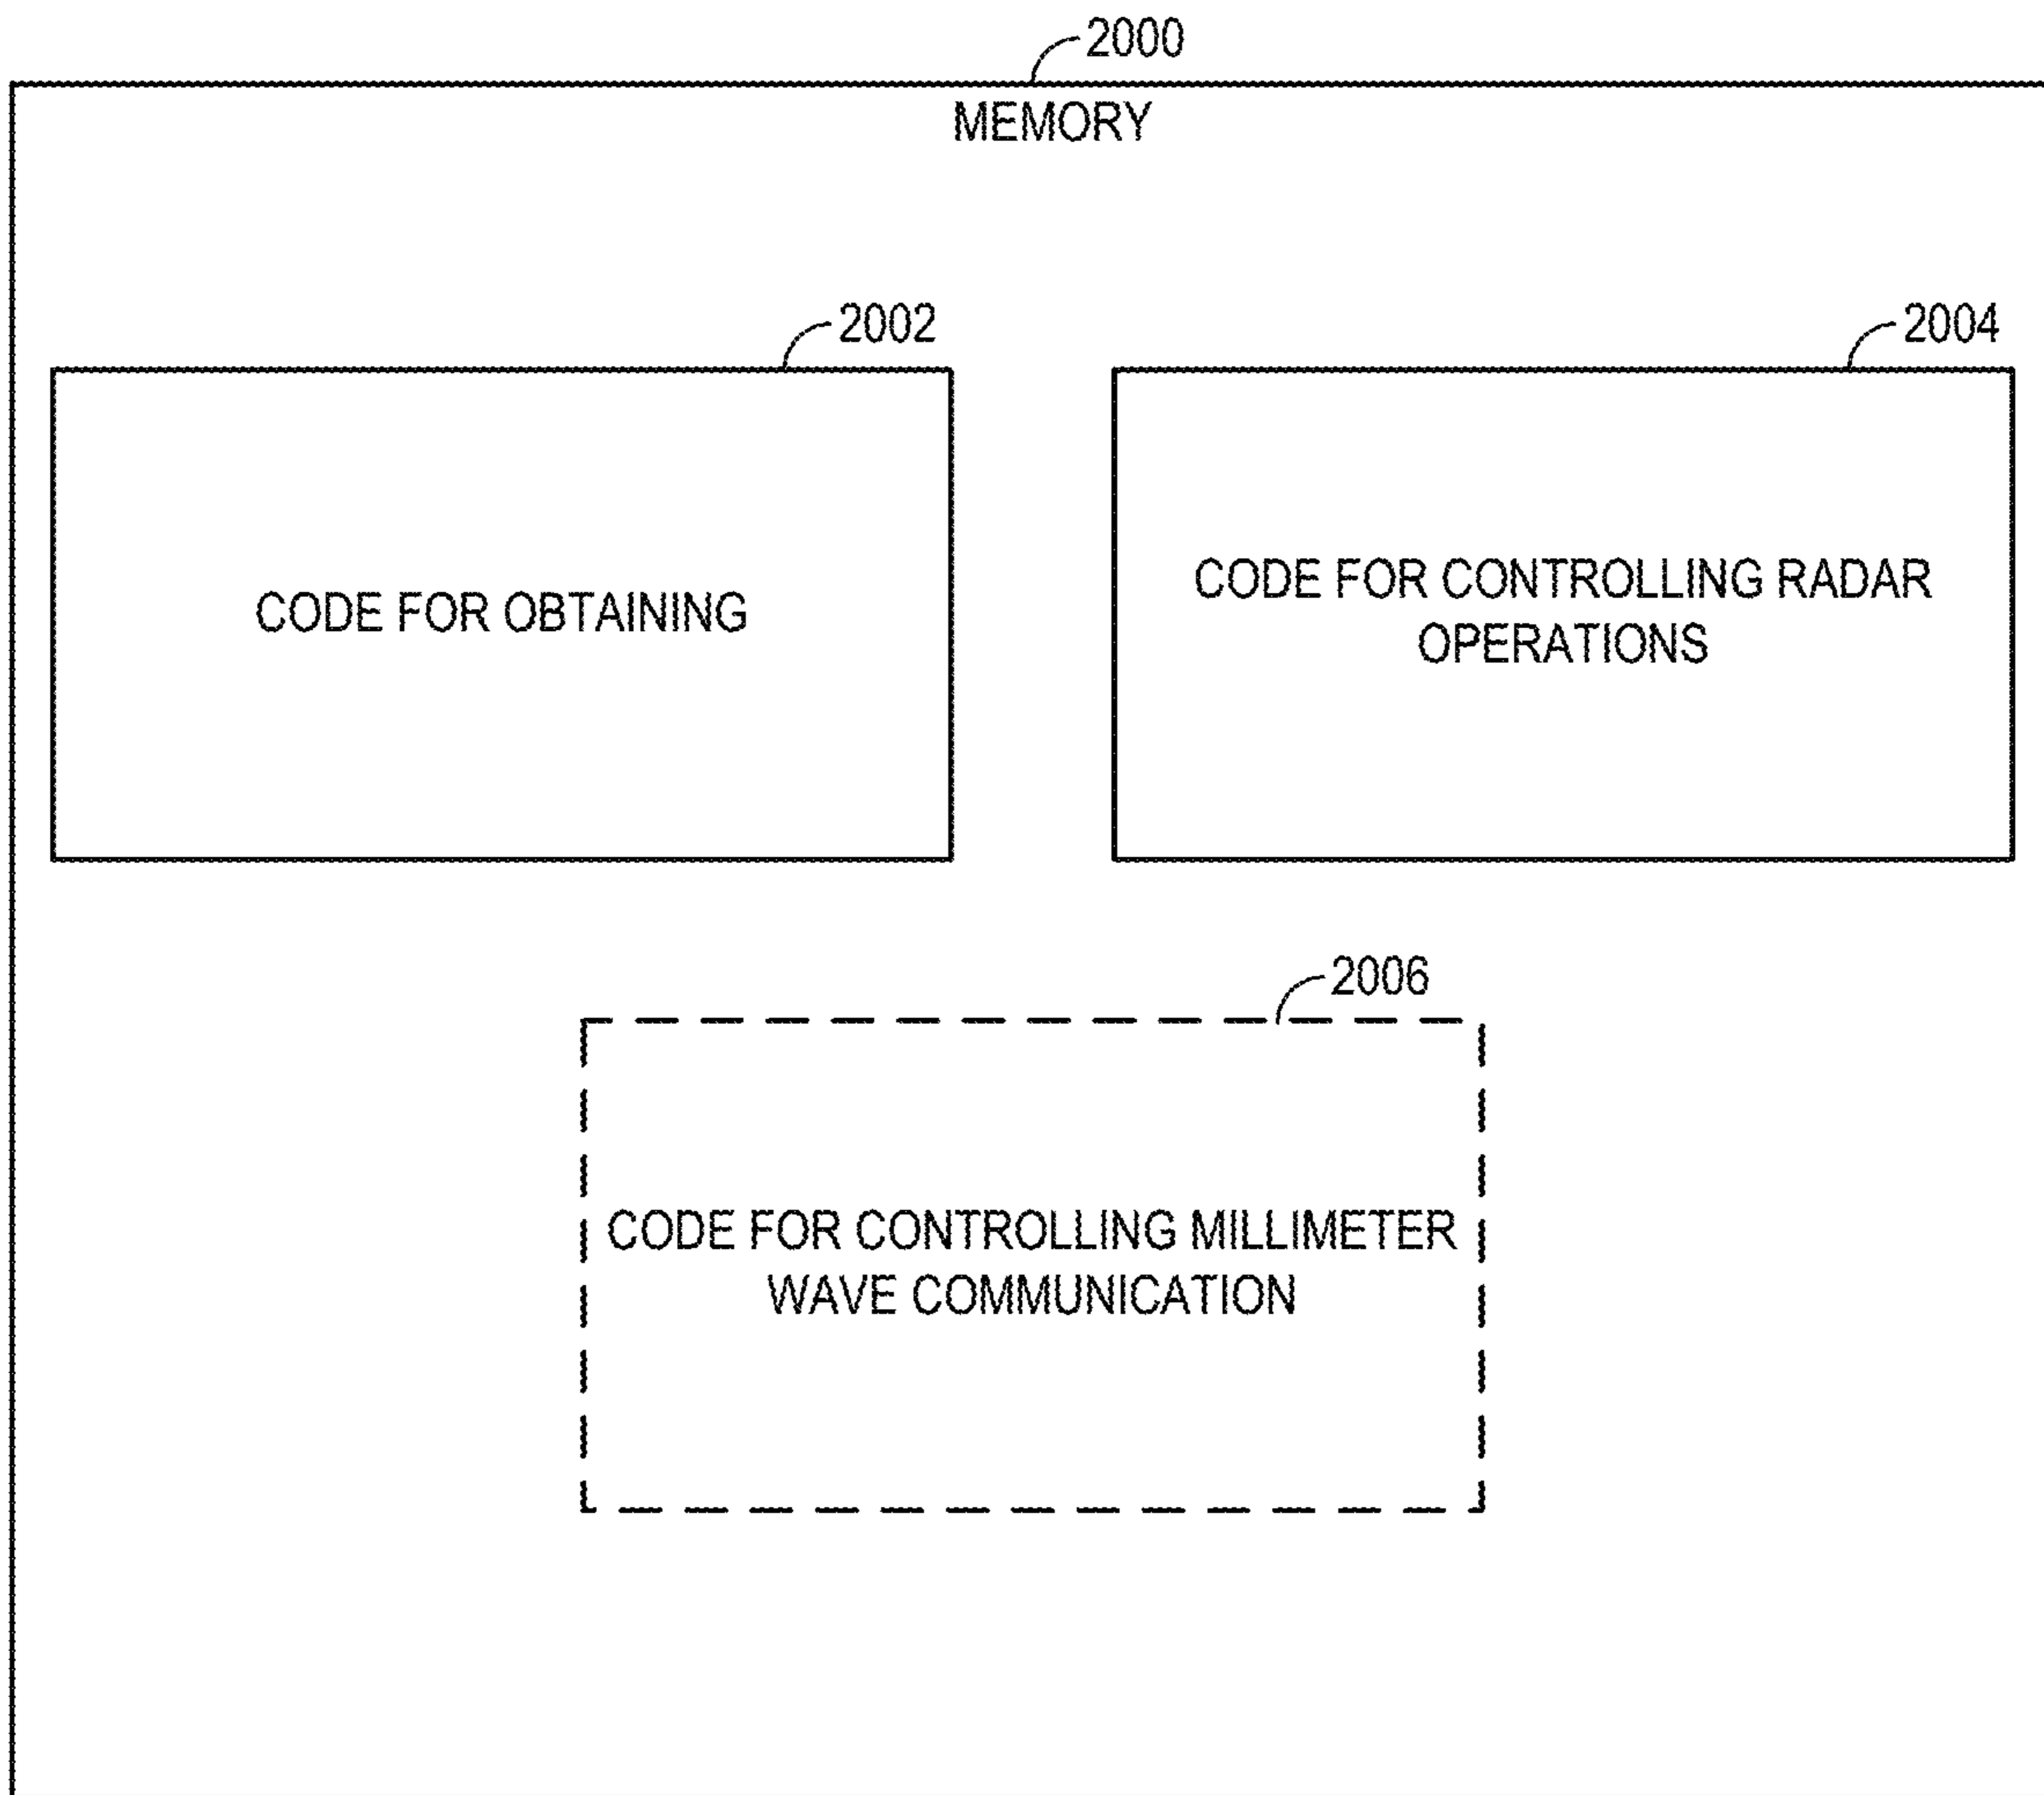 2000
MEMORY
2002
2004
CODE FOR OBTAINING
CODE FOR CONTROLLING RADAR
OPERATIONS
2006
CODE FOR CONTROLLING MILLIMETER
WAVE COMMUNICATION